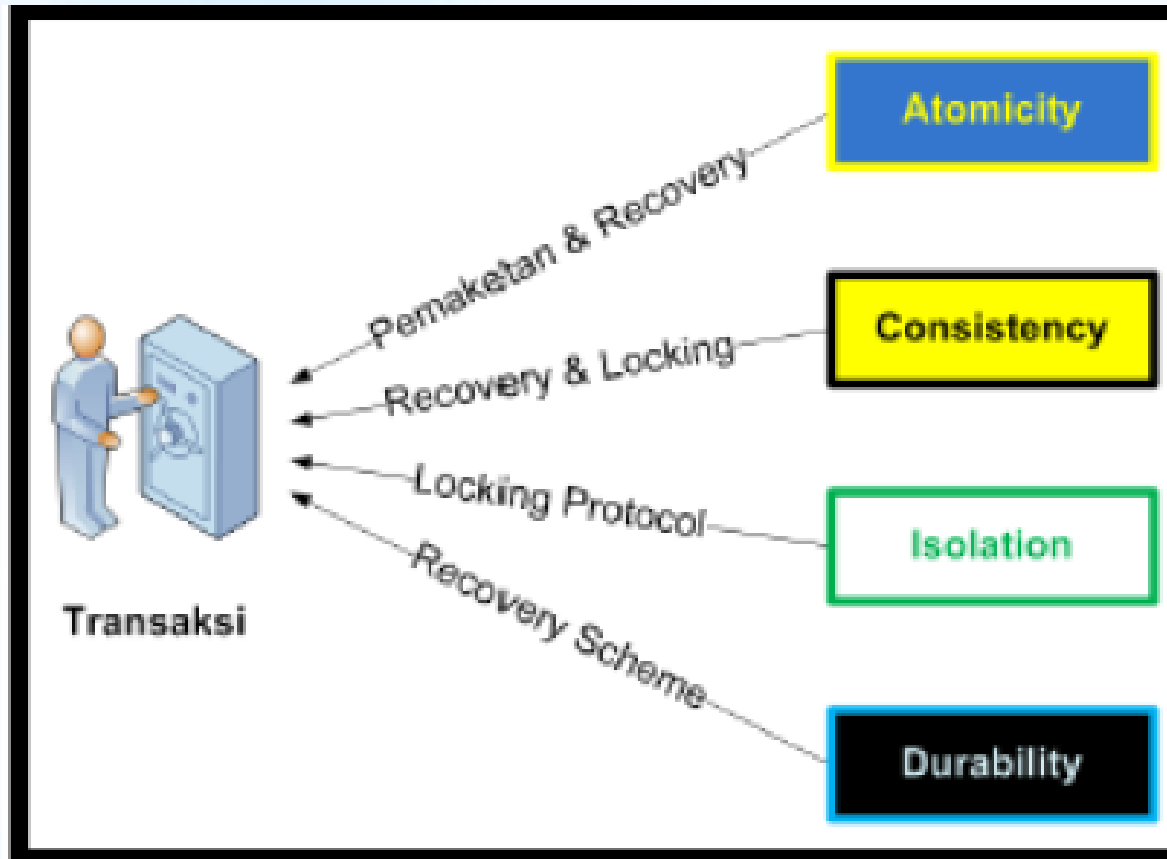 Atomicity
Pemaketan & Recovery
Consistency
Recovery & Locking
Locking Protocol
Isolation
Recovery Scheme
Transaksi
Durability